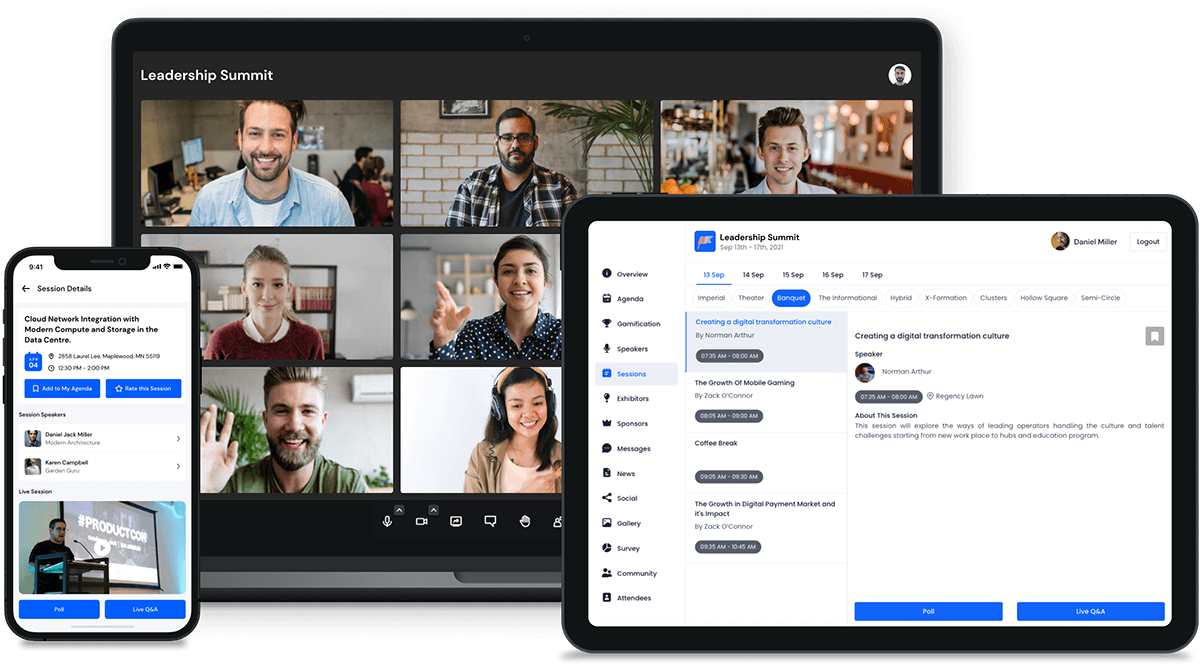 Leadership Summit
9:41
Session Details
Cloud Network Integration with
Modern Compute and Storage in the
Data Centre.
APR
04
2858 Laurel Lee, Maplewood, MN 55119
12:30 PM - 2:00 PM
Add to My Agenda
Rate this Session
Session Speakers
Daniel Jack Miller
Modern Architecture
Karen Campbell
Garden Guru
Live Session
#PRODUCTCON
Poll
Live Q&A
Leadership Summit
Sep 13th - 17th, 2021
Daniel Miller
Logout
Overview
Agenda
Gamification
Speakers
Sessions
Exhibitors
Sponsors
Messages
News
Social
Gallery
Survey
Community
Attendees
13 Sep
14 Sep
15 Sep
16 Sep
17 Sep
Imperial
Theater
Banquet
The Informational
Hybrid
X-Formation
Clusters
Hollow Square
Semi-Circle
Creating a digital transformation culture
By Norman Arthur
07:35 AM - 08:00 AM
The Growth Of Mobile Gaming
By Zack O'Connor
08:05 AM - 09:00 AM
Coffee Break
09:05 AM - 09:30 AM
The Growth in Digital Payment Market and
it's Impact
By Zack O'Connor
09:35 AM - 10:45 AM
Creating a digital transformation culture
Speaker
Norman Arthur
07:35 AM - 08:00 AM
Regency Lawn
About This Session
This session will explore the ways of leading operators handling the culture and talent
challenges starting from new work place to hubs and education program.
Poll
Live Q&A